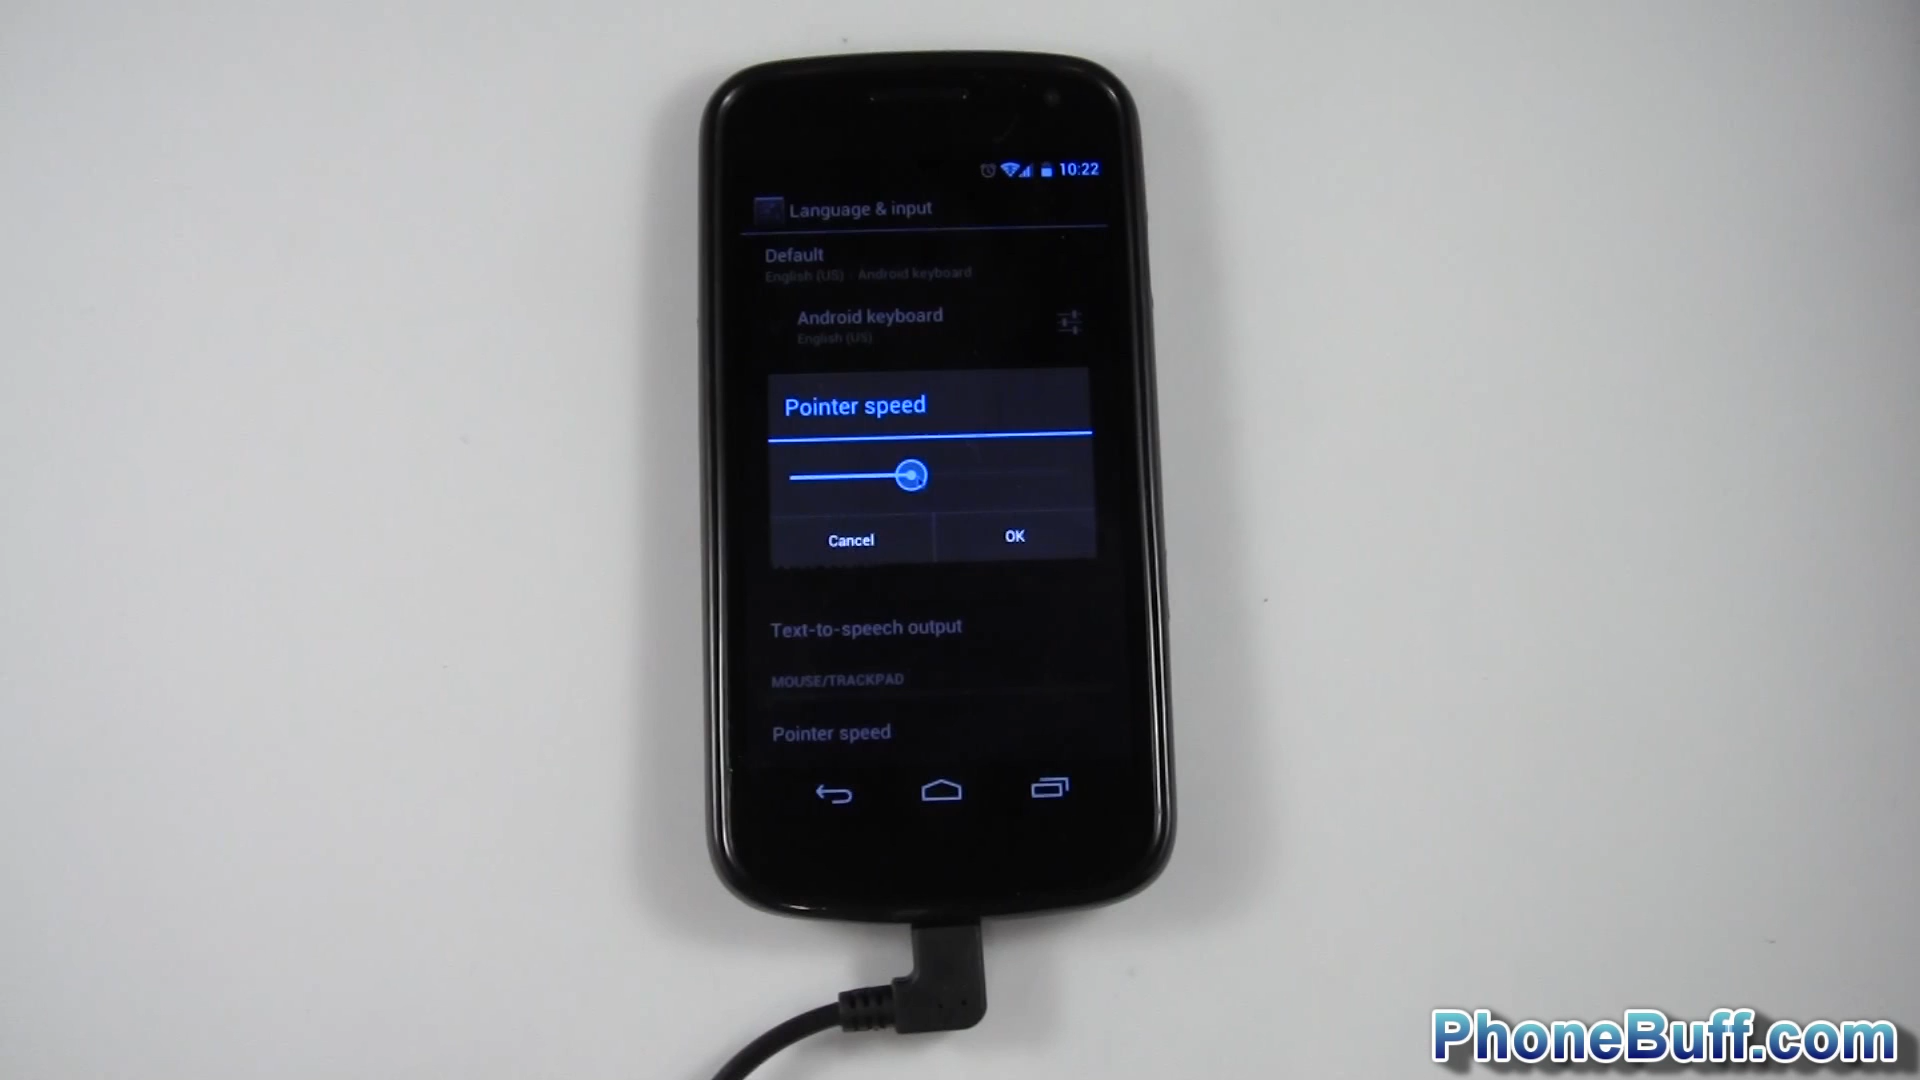 10:22
Language & input
Default
English (US) - Android keyboard
Android keyboard
English (US)
Pointer speed
Cancel
OK
Text-to-speech output
MOUSE/TRACKPAD
Pointer speed
PhoneBuff.com